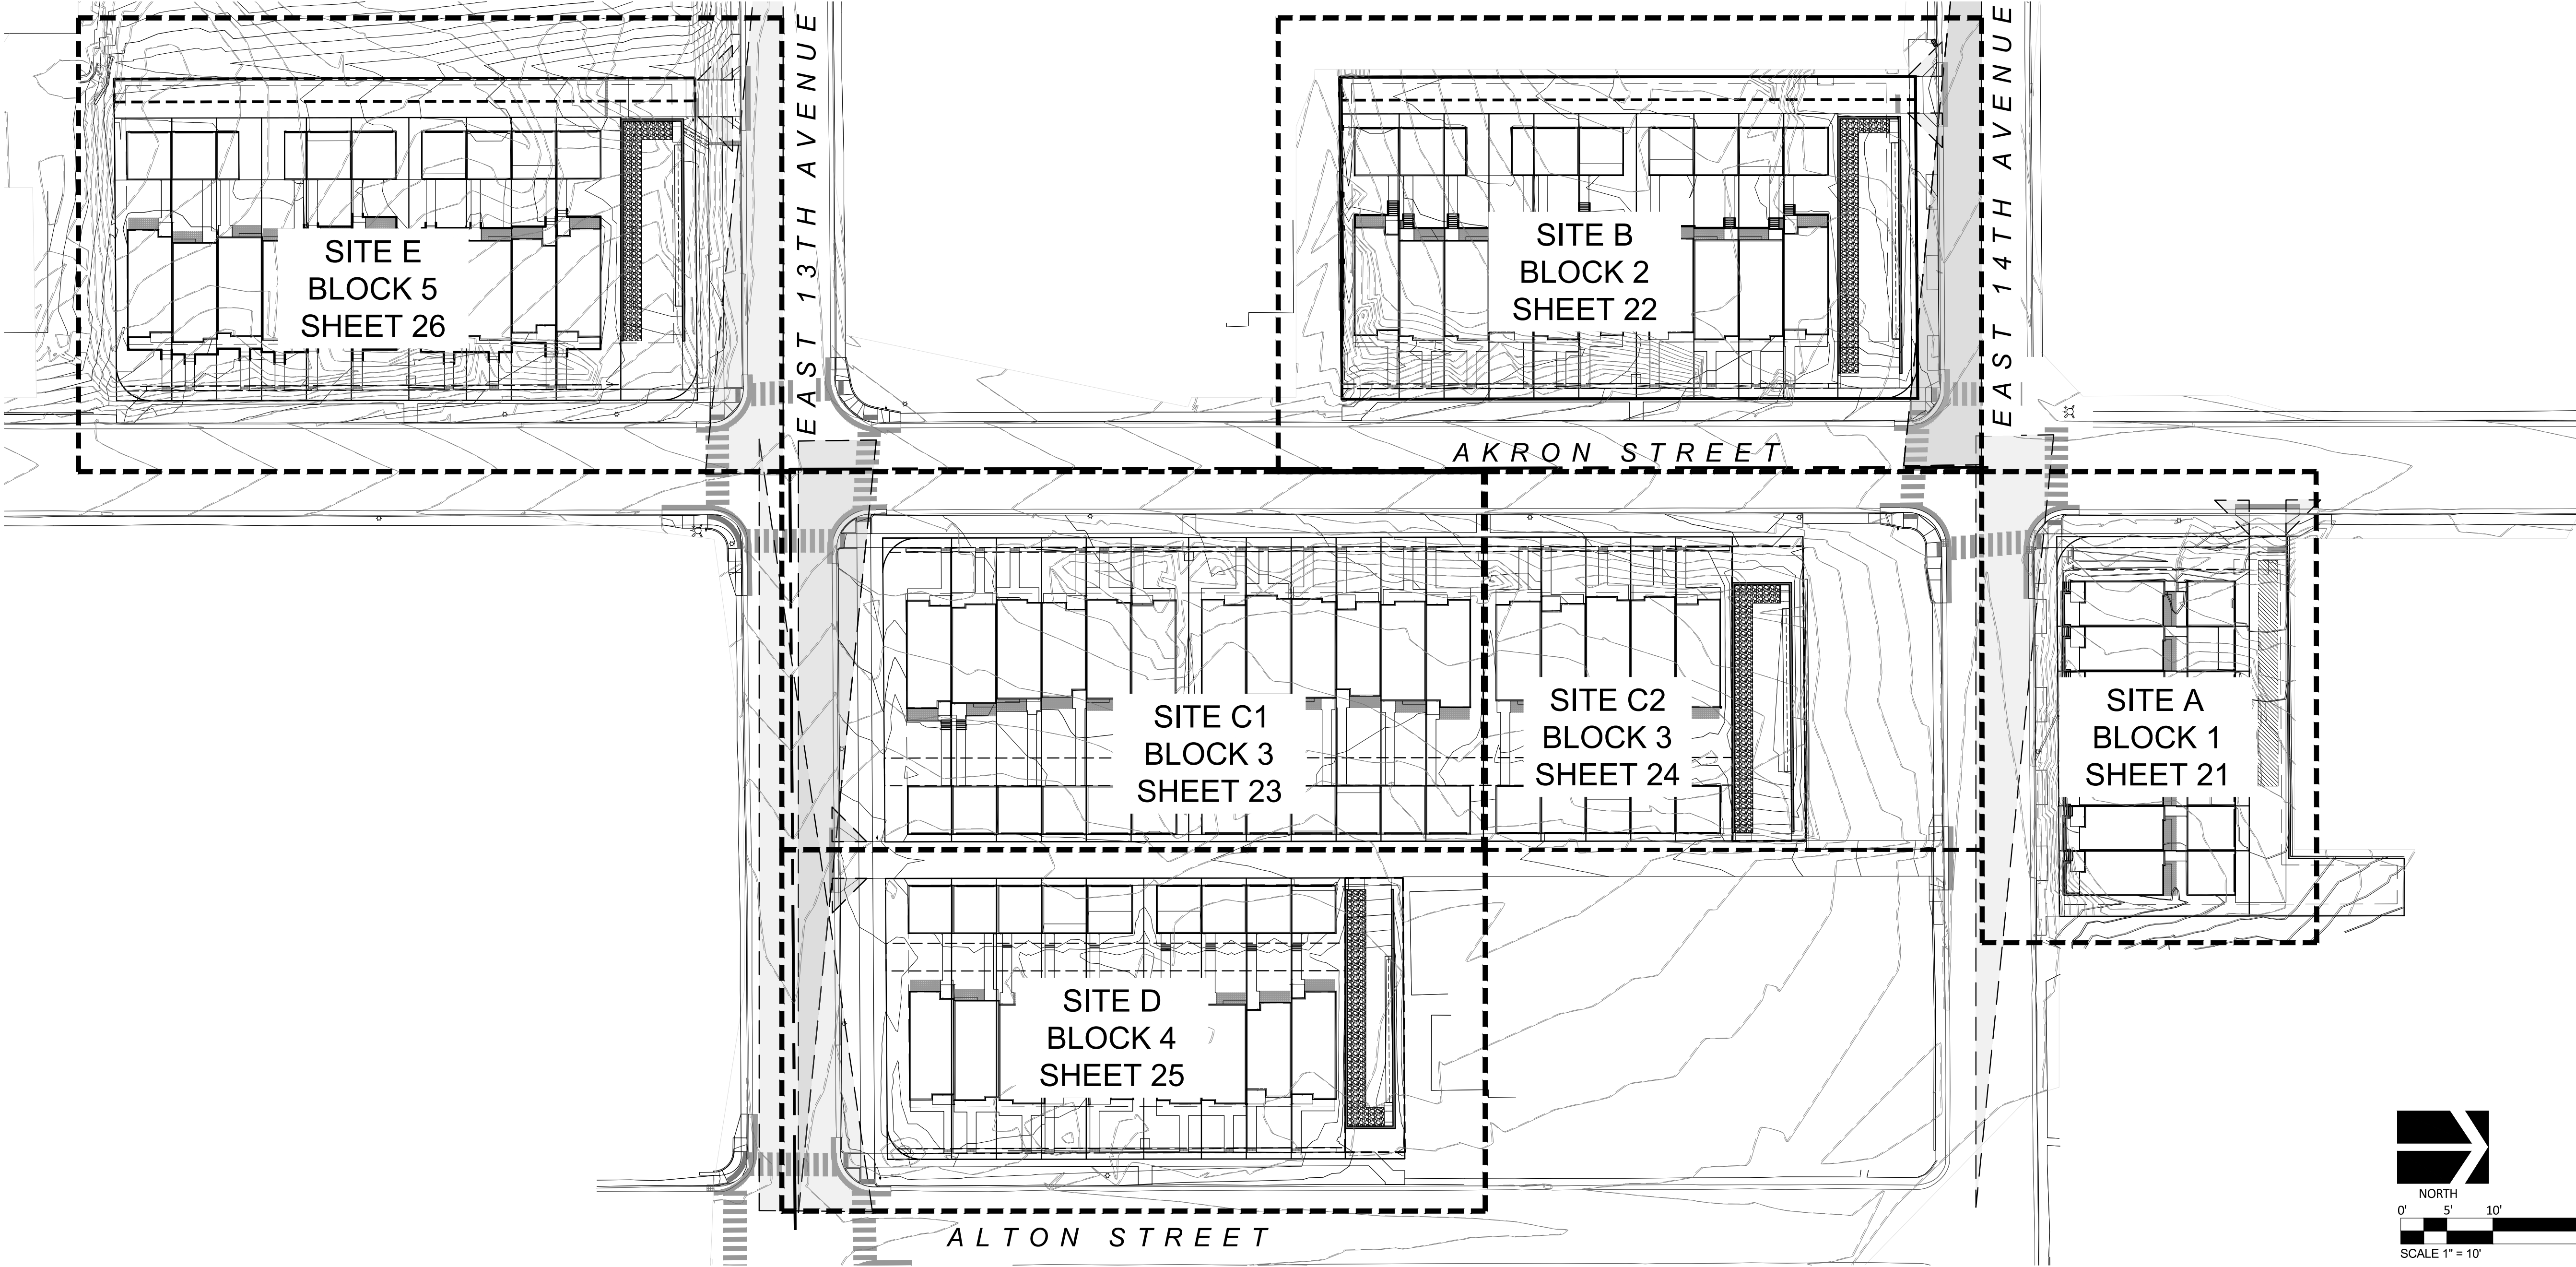 EAST 13TH AVENUE
EAST 14TH AVENUE
SITE E
BLOCK 5
SHEET 26
SITE B
BLOCK 2
SHEET 22
AKRON STREET
SITE C1
BLOCK 3
SHEET 23
SITE C2
BLOCK 3
SHEET 24
SITE A
BLOCK 1
SHEET 21
SITE D
BLOCK 4
SHEET 25
ALTON STREET
NORTH
0' 5' 10'
SCALE 1" = 10'